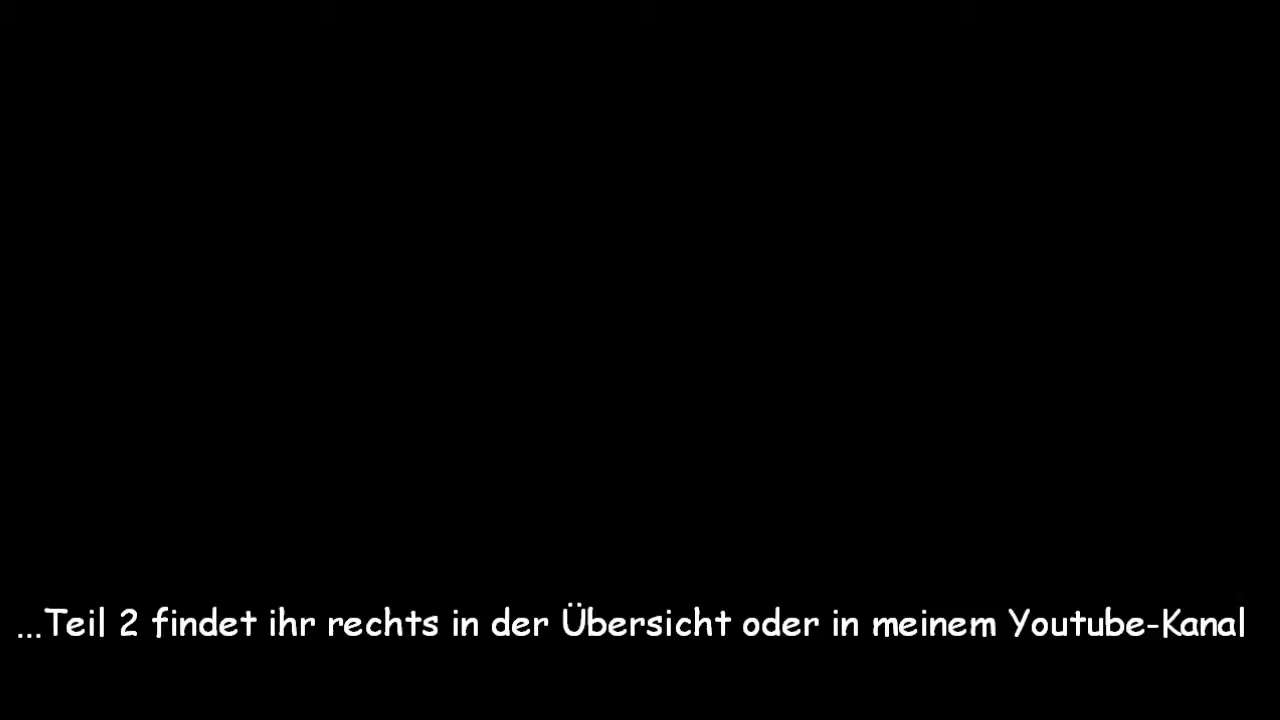 ...Teil 2 findet ihr rechts in der Übersicht oder in meinem Youtube-Kanal